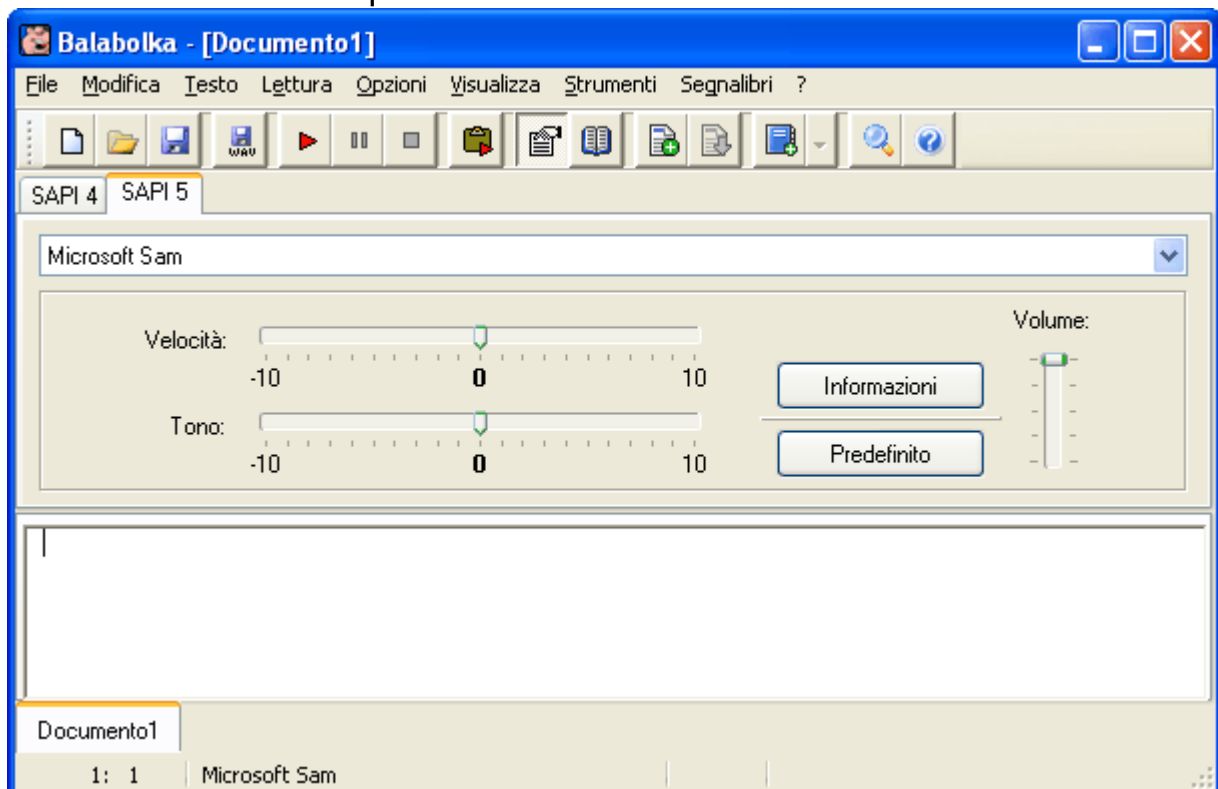 Balabolka - [Documento1]
File Modifica Testo Lettura Opzioni Visualizza Strumenti Segnalibri ?
WAV
SAPI 4 SAPI 5
Microsoft Sam
Velocità:
-10 0 10
Tono:
-10 0 10
Informazioni
Predefinito
Volume:
Documento1
1: 1 Microsoft Sam